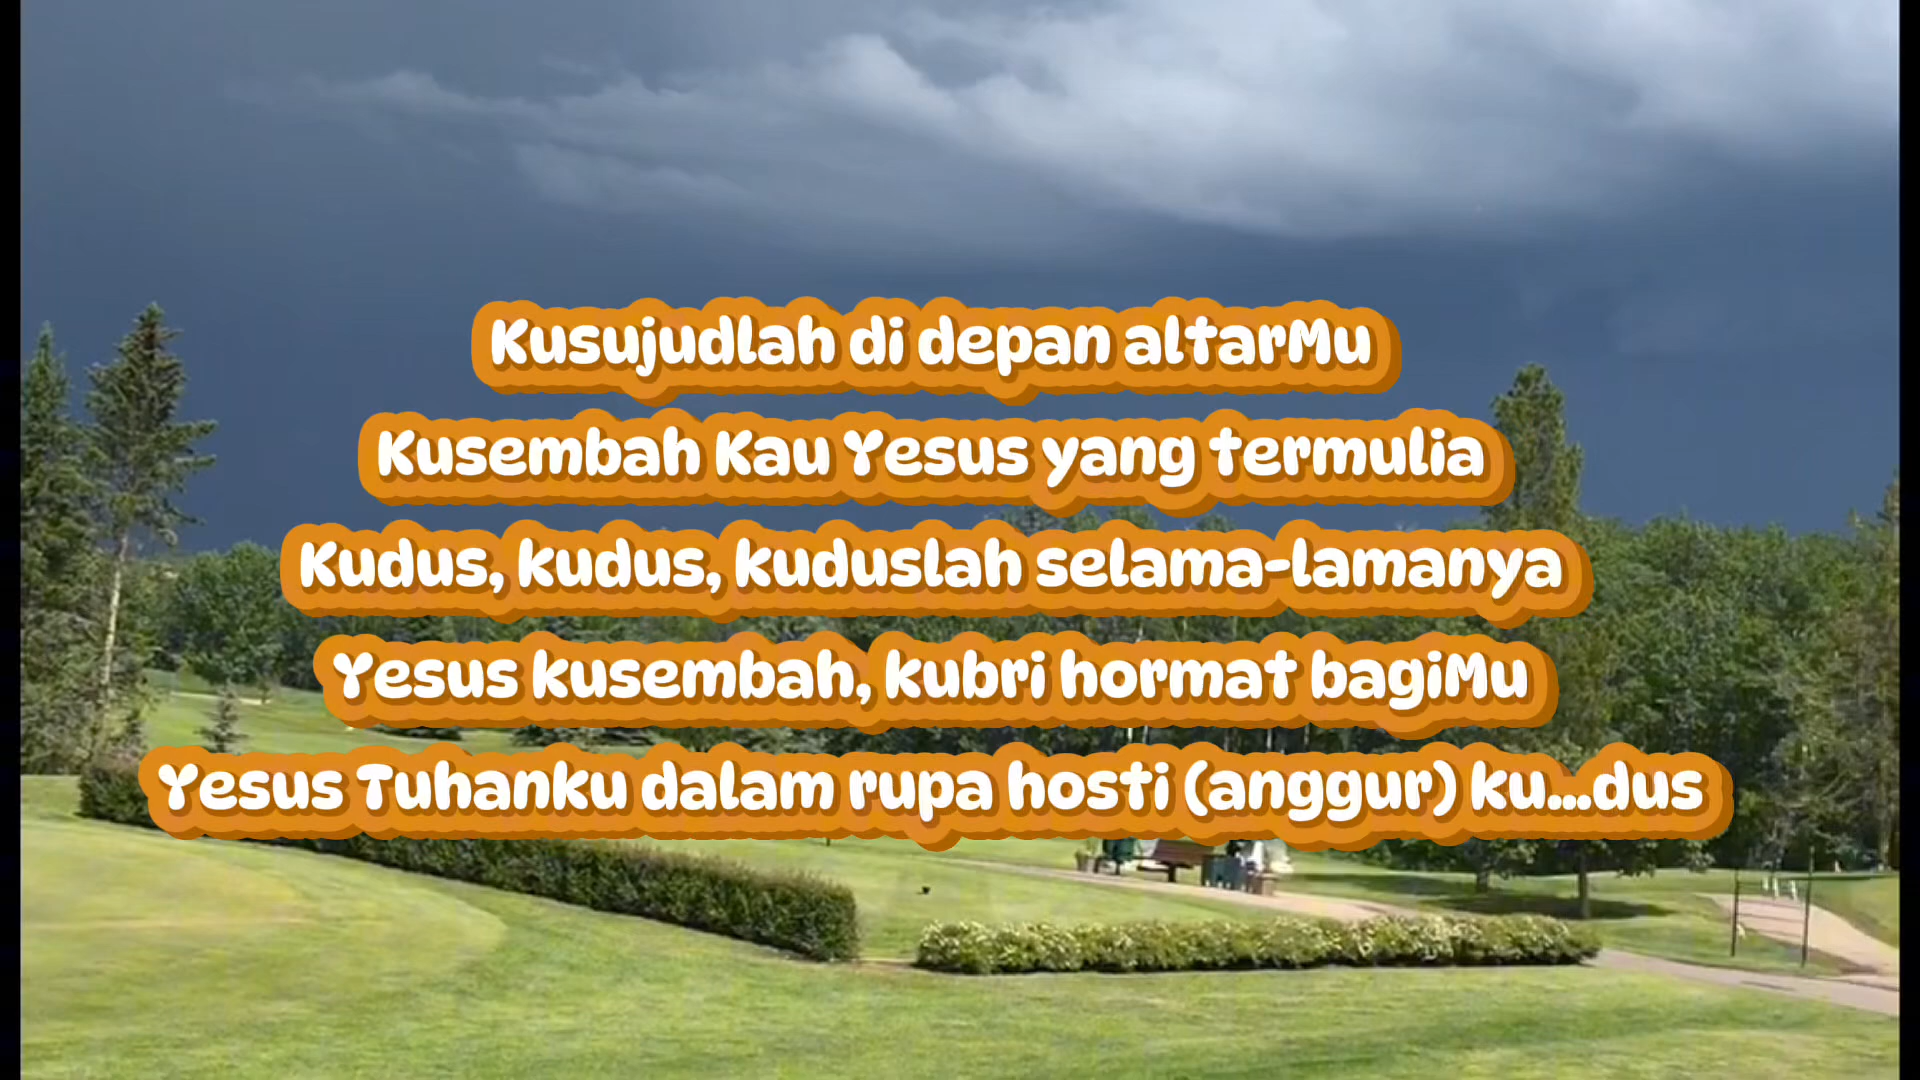 Kusujudlah di depan altarMu
Kusembah Kau Yesus yang termulia
Kudus, kudus, kuduslah selama-lamanya
Yesus kusembah, kubri hormat bagiMu
Yesus Tuhanku dalam rupa hosti (anggur) ku...dus